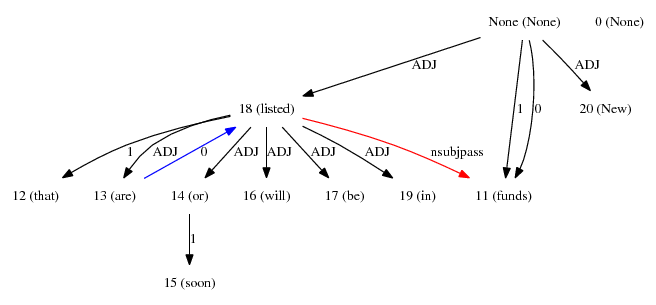 None (None) 0 (None)
ADJ 1 0 ADJ
18 (listed) 20 (New)
1 ADJ 0 ADJ ADJ ADJ ADJ nsubjpass
12 (that) 13 (are) 14 (or) 16 (will) 17 (be) 19 (in) 11 (funds)
1
15 (soon)